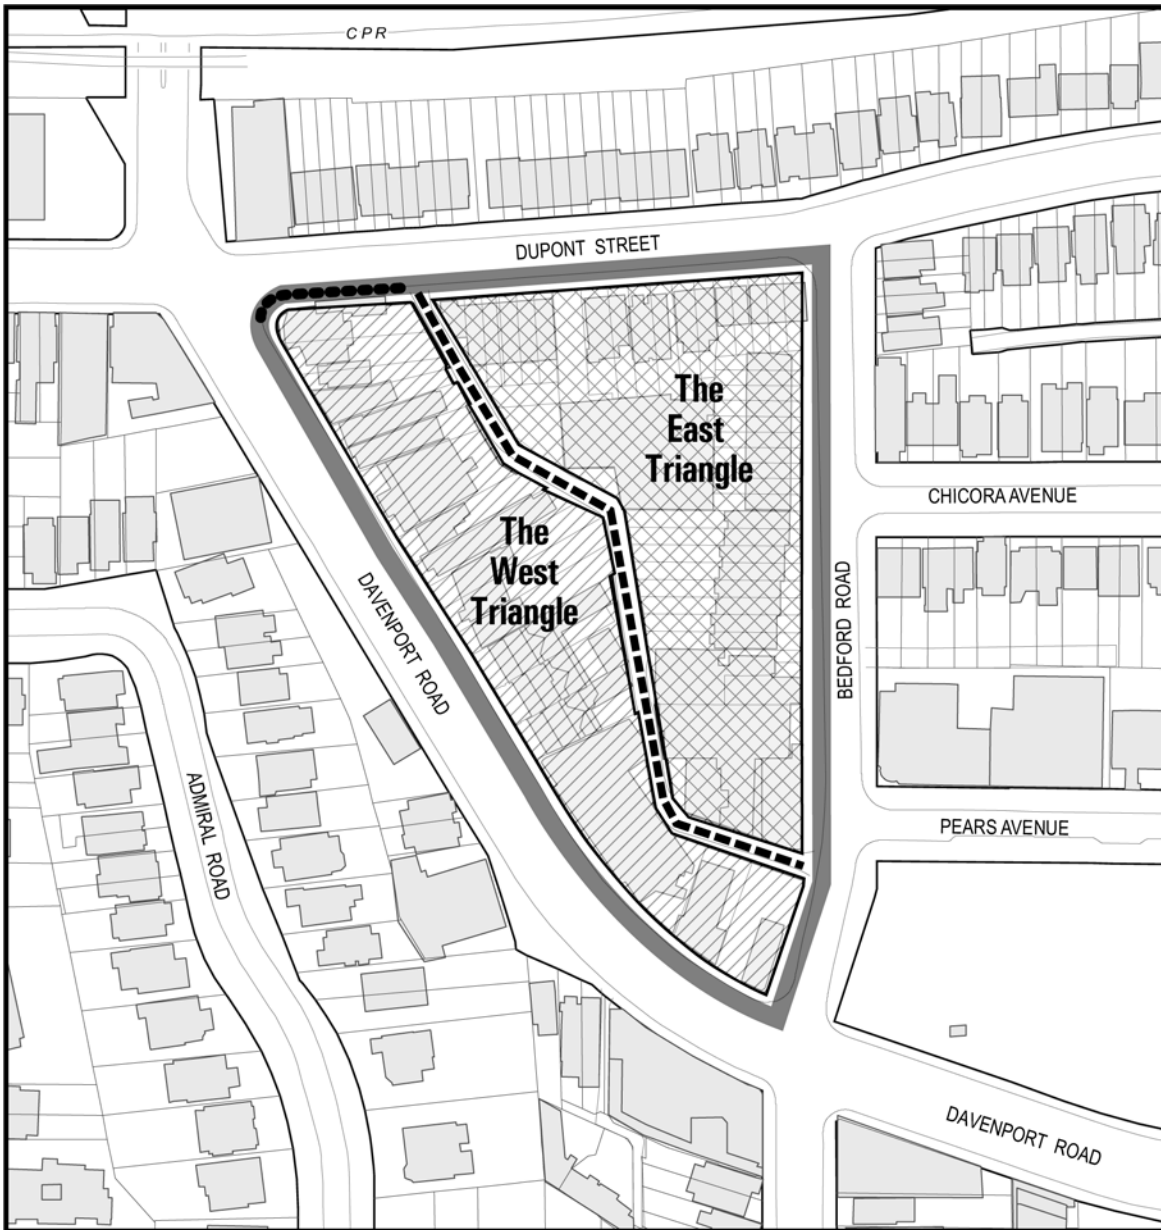 CPR
DUPONT STREET
The
East
Triangle
CHICORA AVENUE
The
West
Triangle
DAVENPORT ROAD
BEDFORD ROAD
ADMIRAL ROAD
PEARS AVENUE
DAVENPORT ROAD